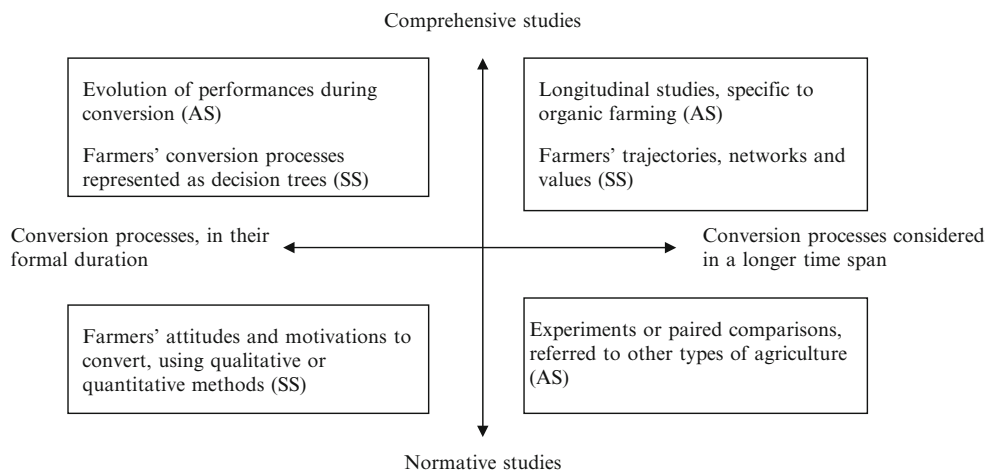 Comprehensive studies
Evolution of performances during
conversion (AS)
Farmers' conversion processes
represented as decision trees (SS)
Longitudinal studies, specific to
organic farming (AS)
Farmers' trajectories, networks and
values (SS)
Conversion processes, in their
formal duration
Conversion processes considered
in a longer time span
Farmers' attitudes and motivations to
convert, using qualitative or
quantitative methods (SS)
Experiments or paired comparisons,
referred to other types of agriculture
(AS)
Normative studies